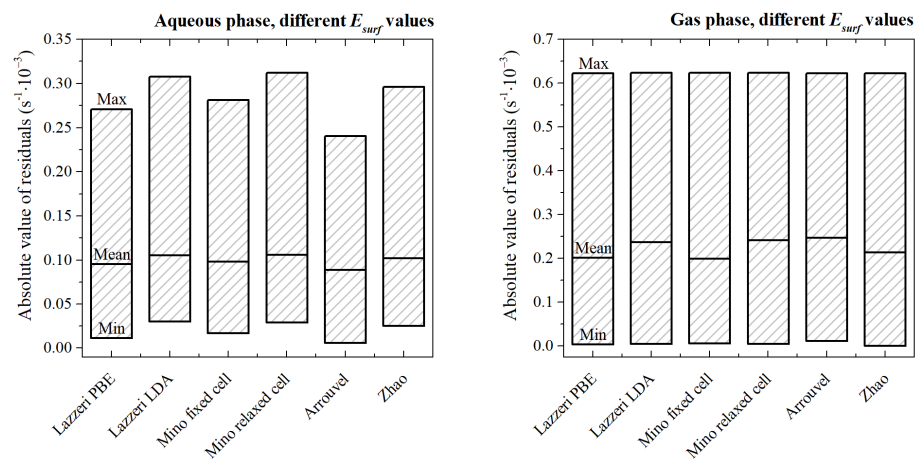 Aqueous phase, different E_surf values
Absolute value of residuals (s⁻¹·10⁻³)
0.35
0.30
0.25
0.20
0.15
0.10
0.05
0.00
Max
Mean
Min
Lazzeri PBE
Lazzeri LDA
Mino fixed cell
Mino relaxed cell
Arrouvel
Zhao
Gas phase, different E_surf values
Absolute value of residuals (s⁻¹·10⁻³)
0.7
0.6
0.5
0.4
0.3
0.2
0.1
0.0
Max
Mean
Min
Lazzeri PBE
Lazzeri LDA
Mino fixed cell
Mino relaxed cell
Arrouvel
Zhao